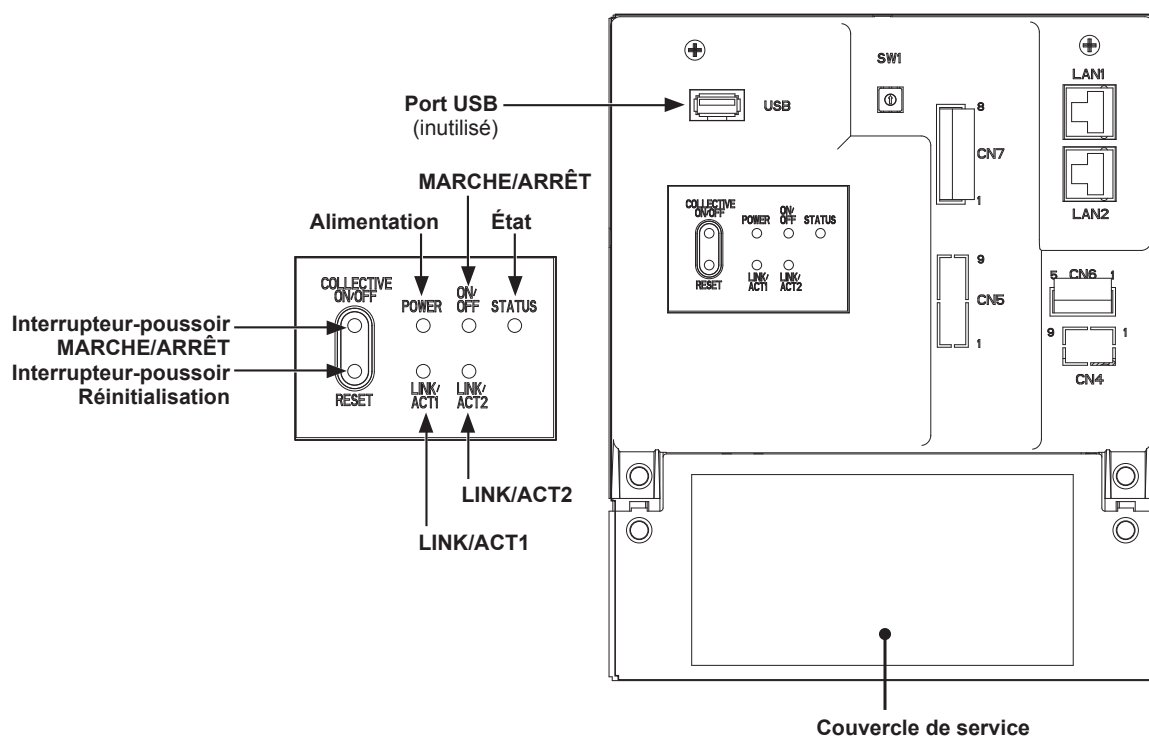 Port USB
(inutilisé)
MARCHE/ARRÊT
Alimentation
État
COLLECTIVE
ON/OFF
POWER
ON/
OFF
STATUS
Interrupteur-poussoir
MARCHE/ARRÊT
Interrupteur-poussoir
Réinitialisation
RESET
LINK/
ACT1
LINK/
ACT2
LINK/ACT2
LINK/ACT1
USB
SW1
8
CN7
1
LAN1
LAN2
COLLECTIVE
ON/OFF
POWER
ON/
OFF
STATUS
RESET
LINK/
ACT1
LINK/
ACT2
9
CN5
1
5 CN6 1
9 1
CN4
Couvercle de service